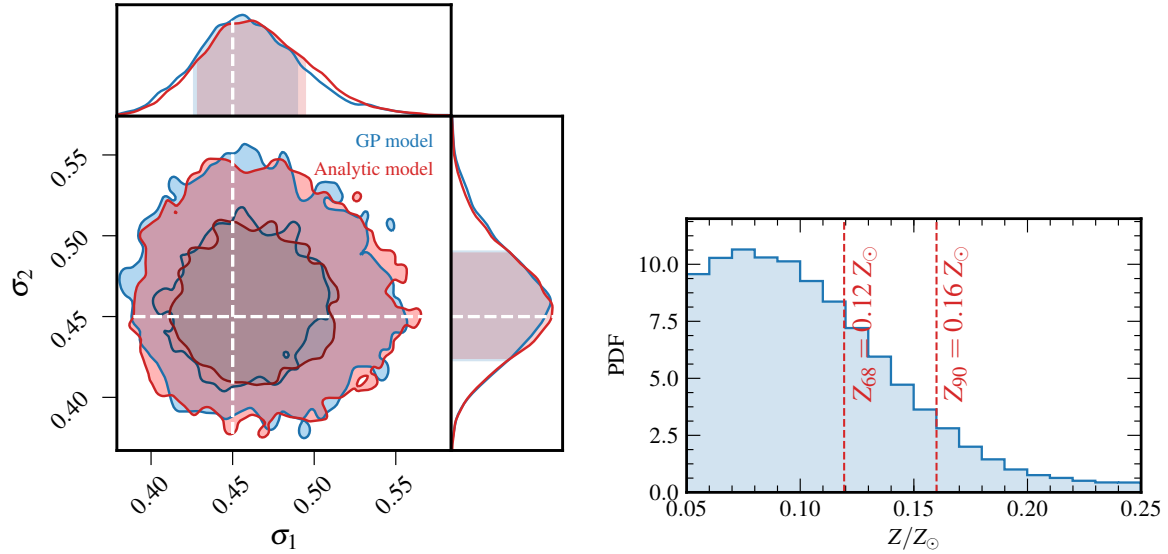 GP model
Analytic model
0.55
0.50
0.45
0.40
σ2
0.40
0.45
0.50
0.55
σ1
10.0
7.5
5.0
2.5
0.0
PDF
Z68 = 0.12 Z☉
Z90 = 0.16 Z☉
0.05
0.10
0.15
0.20
0.25
Z/Z☉